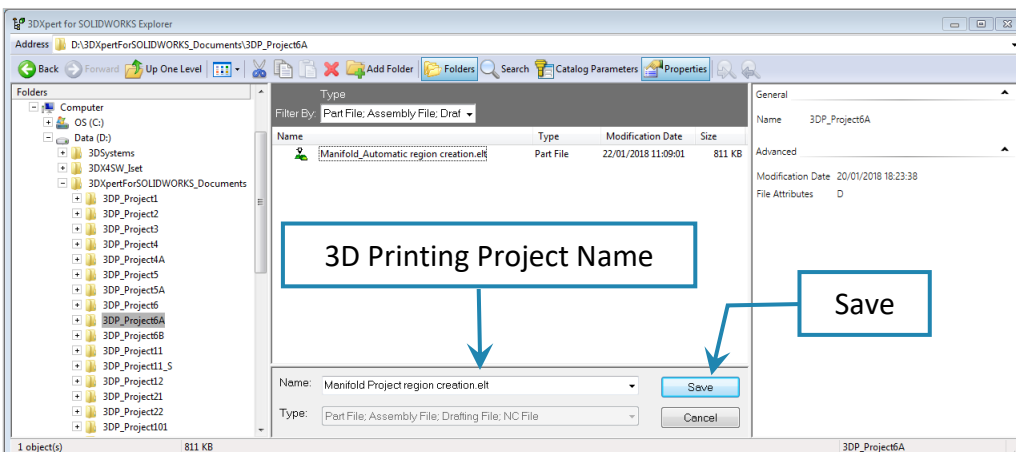 3DXpert for SOLIDWORKS Explorer
Address D:\3DXpertForSOLIDWORKS_Documents\3DP_Project6A
Back Forward Up One Level Add Folder Folders Search Catalog Parameters Properties
Folders
Computer
OS (C:)
Data (D:)
3DSystems
3DX4SW_Iset
3DXpertForSOLIDWORKS_Documents
3DP_Project1
3DP_Project2
3DP_Project3
3DP_Project4
3DP_Project4A
3DP_Project5
3DP_Project5A
3DP_Project6
3DP_Project6A
3DP_Project6B
3DP_Project11
3DP_Project11_S
3DP_Project12
3DP_Project21
3DP_Project22
3DP_Project101
Type
Filter By: Part File; Assembly File; Draf
Name Type Modification Date Size
Manifold_Automatic region creation.elt Part File 22/01/2018 11:09:01 811 KB
3D Printing Project Name
Name: Manifold Project region creation.elt Save
Type: Part File; Assembly File; Drafting File; NC File Cancel
General
Name 3DP_Project6A
Advanced
Modification Date 20/01/2018 18:23:38
File Attributes D
Save
1 object(s) 811 KB 3DP_Project6A